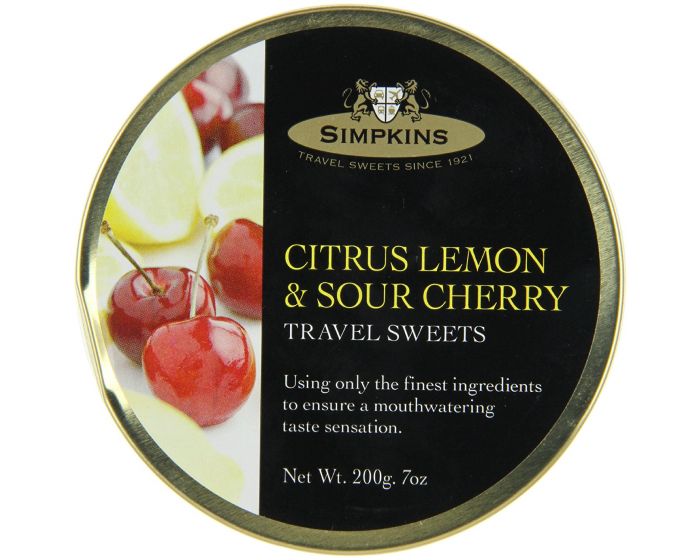 SIMPKINS
TRAVEL SWEETS SINCE 1921
CITRUS LEMON
& SOUR CHERRY
TRAVEL SWEETS
Using only the finest ingredients
to ensure a mouthwatering
taste sensation.
Net Wt. 200g. 7oz